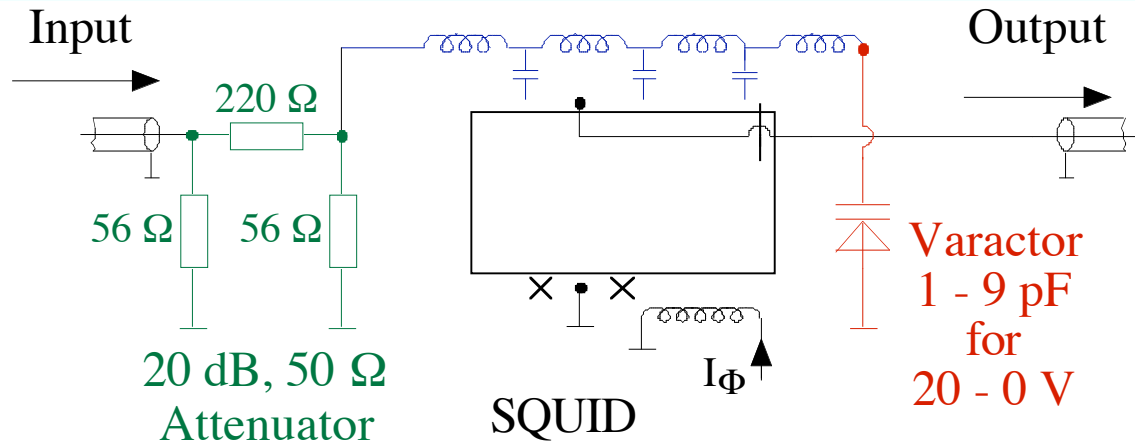 Input
Output
220 Ω
56 Ω
56 Ω
20 dB, 50 Ω
Attenuator
SQUID
IΦ
Varactor
1 - 9 pF
for
20 - 0 V